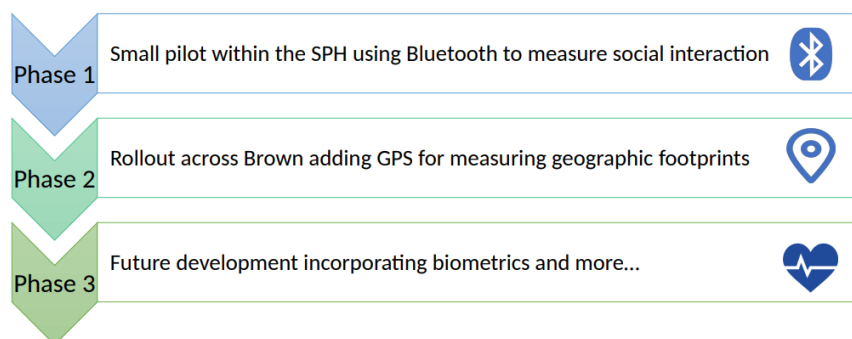 Phase 1
Small pilot within the SPH using Bluetooth to measure social interaction
Phase 2
Rollout across Brown adding GPS for measuring geographic footprints
Phase 3
Future development incorporating biometrics and more...